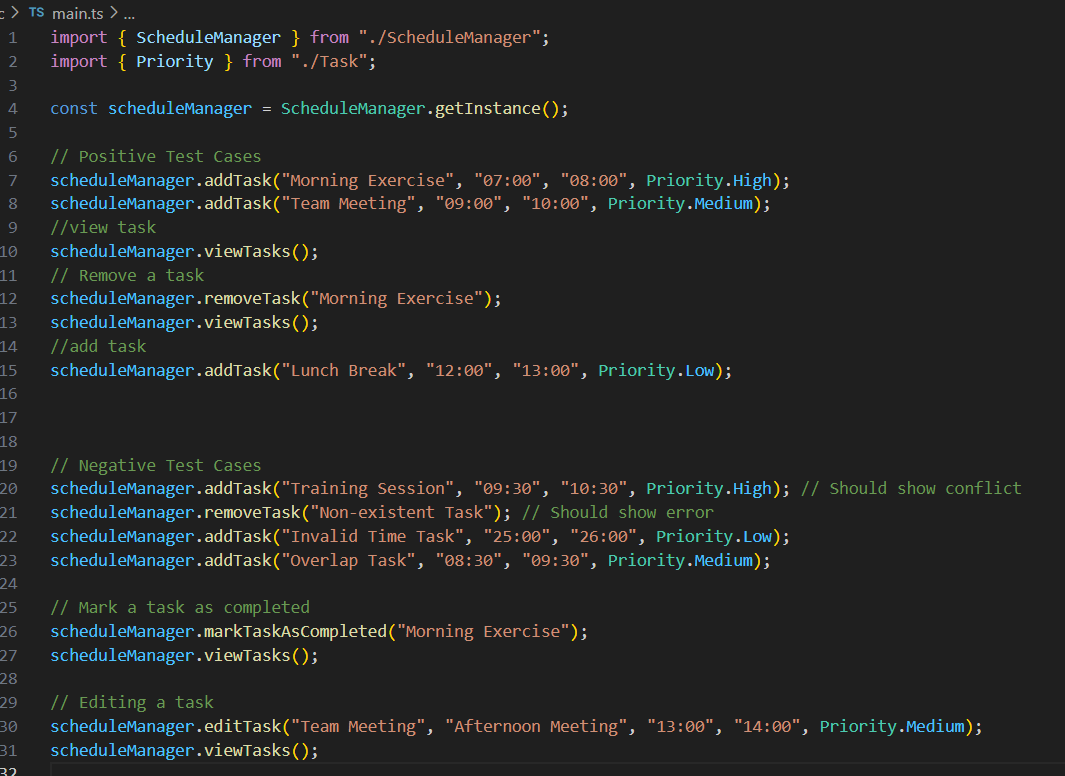 c > TS main.ts > ...
1 import { ScheduleManager } from "./ScheduleManager";
2 import { Priority } from "./Task";
3
4 const scheduleManager = ScheduleManager.getInstance();
5
6 // Positive Test Cases
7 scheduleManager.addTask("Morning Exercise", "07:00", "08:00", Priority.High);
8 scheduleManager.addTask("Team Meeting", "09:00", "10:00", Priority.Medium);
9 //view task
10 scheduleManager.viewTasks();
11 // Remove a task
12 scheduleManager.removeTask("Morning Exercise");
13 scheduleManager.viewTasks();
14 //add task
15 scheduleManager.addTask("Lunch Break", "12:00", "13:00", Priority.Low);
16
17
18
19 // Negative Test Cases
20 scheduleManager.addTask("Training Session", "09:30", "10:30", Priority.High); // Should show conflict
21 scheduleManager.removeTask("Non-existent Task"); // Should show error
22 scheduleManager.addTask("Invalid Time Task", "25:00", "26:00", Priority.Low);
23 scheduleManager.addTask("Overlap Task", "08:30", "09:30", Priority.Medium);
24
25 // Mark a task as completed
26 scheduleManager.markTaskAsCompleted("Morning Exercise");
27 scheduleManager.viewTasks();
28
29 // Editing a task
30 scheduleManager.editTask("Team Meeting", "Afternoon Meeting", "13:00", "14:00", Priority.Medium);
31 scheduleManager.viewTasks();
32